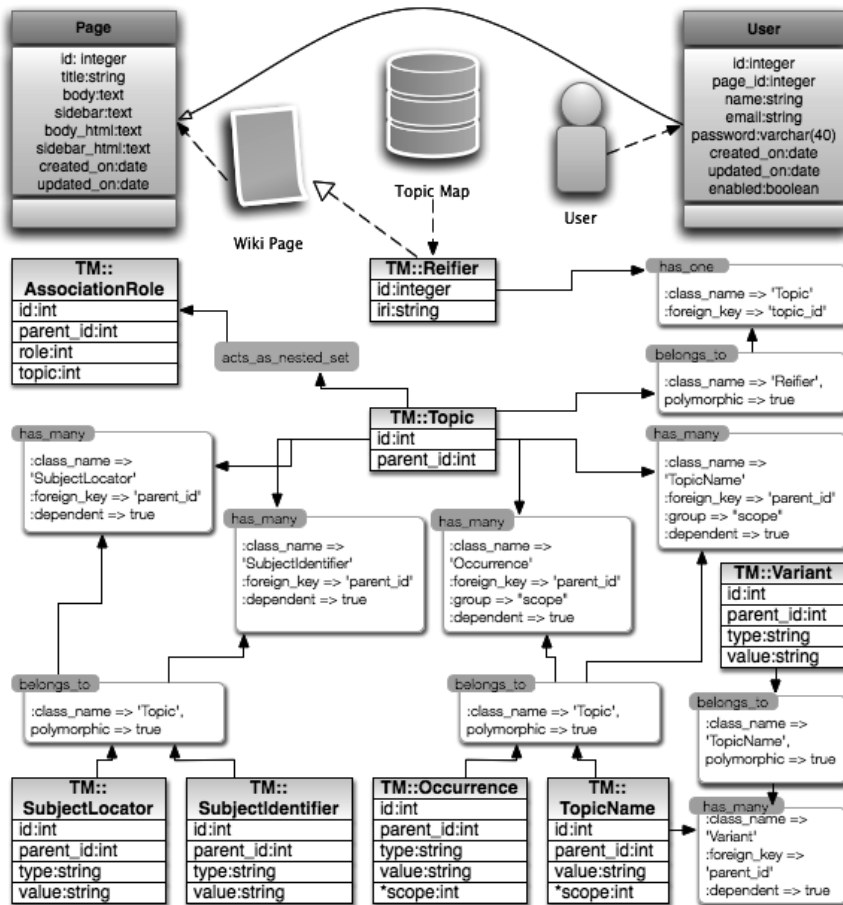 Page
id: integer
title:string
body:text
sidebar:text
body_html:text
sidebar_html:text
created_on:date
updated_on:date
User
id:integer
page_id:integer
name:string
email:string
password:varchar(40)
created_on:date
updated_on:date
enabled:boolean
Topic Map
Wiki Page
User
TM::
AssociationRole
id:int
parent_id:int
role:int
topic:int
TM::Reifier
id:integer
iri:string
has_one
:class_name => 'Topic'
:foreign_key => 'topic_id'
acts_as_nested_set
belongs_to
:class_name => 'Reifier',
polymorphic => true
TM::Topic
id:int
parent_id:int
has_many
:class_name =>
'SubjectLocator'
:foreign_key => 'parent_id'
:dependent => true
has_many
:class_name =>
'TopicName'
:foreign_key => 'parent_id'
:group => "scope"
:dependent => true
has_many
:class_name =>
'SubjectIdentifier'
:foreign_key => 'parent_id'
:dependent => true
has_many
:class_name =>
'Occurrence'
:foreign_key => 'parent_id'
:group => "scope"
:dependent => true
TM::Variant
id:int
parent_id:int
type:string
value:string
belongs_to
:class_name => 'Topic',
polymorphic => true
belongs_to
:class_name => 'Topic',
polymorphic => true
belongs_to
:class_name =>
'TopicName',
polymorphic => true
TM::
SubjectLocator
id:int
parent_id:int
type:string
value:string
TM::
SubjectIdentifier
id:int
parent_id:int
type:string
value:string
TM::Occurrence
id:int
parent_id:int
type:string
value:string
*scope:int
TM::
TopicName
id:int
parent_id:int
value:string
*scope:int
has_many
:class_name =>
'Variant'
:foreign_key =>
'parent_id'
:dependent => true